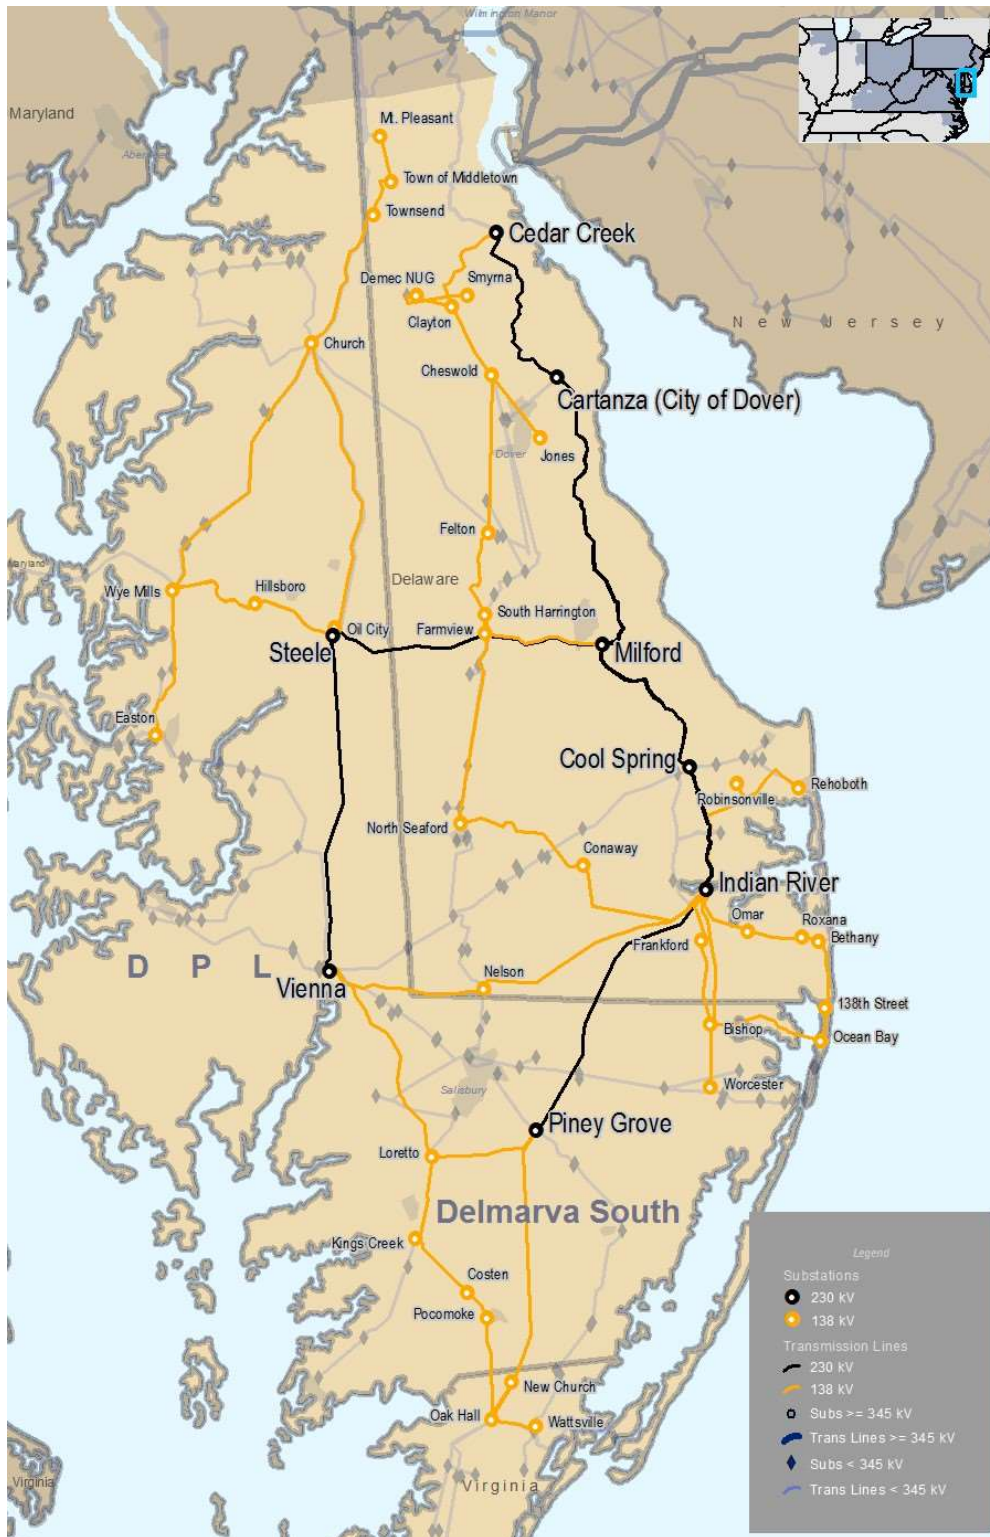 Wilmington Manor
Maryland
Mt. Pleasant
Town of Middletown
Townsend
Cedar Creek
Demec NUG
Smyrna
Clayton
New Jersey
Church
Cheswold
Cartanza (City of Dover)
Dover
Jones
Felton
Maryland
Delaware
Wye Mills
Hillsboro
South Harrington
Oil City
Farmview
Steele
Milford
Easton
Cool Spring
Rehoboth
Robinsonville
North Seaford
Conaway
Indian River
Omar
Roxana
Frankford
Bethany
D P L
Nelson
Vienna
138th Street
Bishop
Ocean Bay
Salisbury
Worcester
Piney Grove
Loretto
Delmarva South
Kings Creek
Costen
Pocomoke
New Church
Oak Hall
Wattsville
Virginia
Virginia
Legend
Substations
230 kV
138 kV
Transmission Lines
230 kV
138 kV
Subs >= 345 kV
Trans Lines >= 345 kV
Subs < 345 kV
Trans Lines < 345 kV